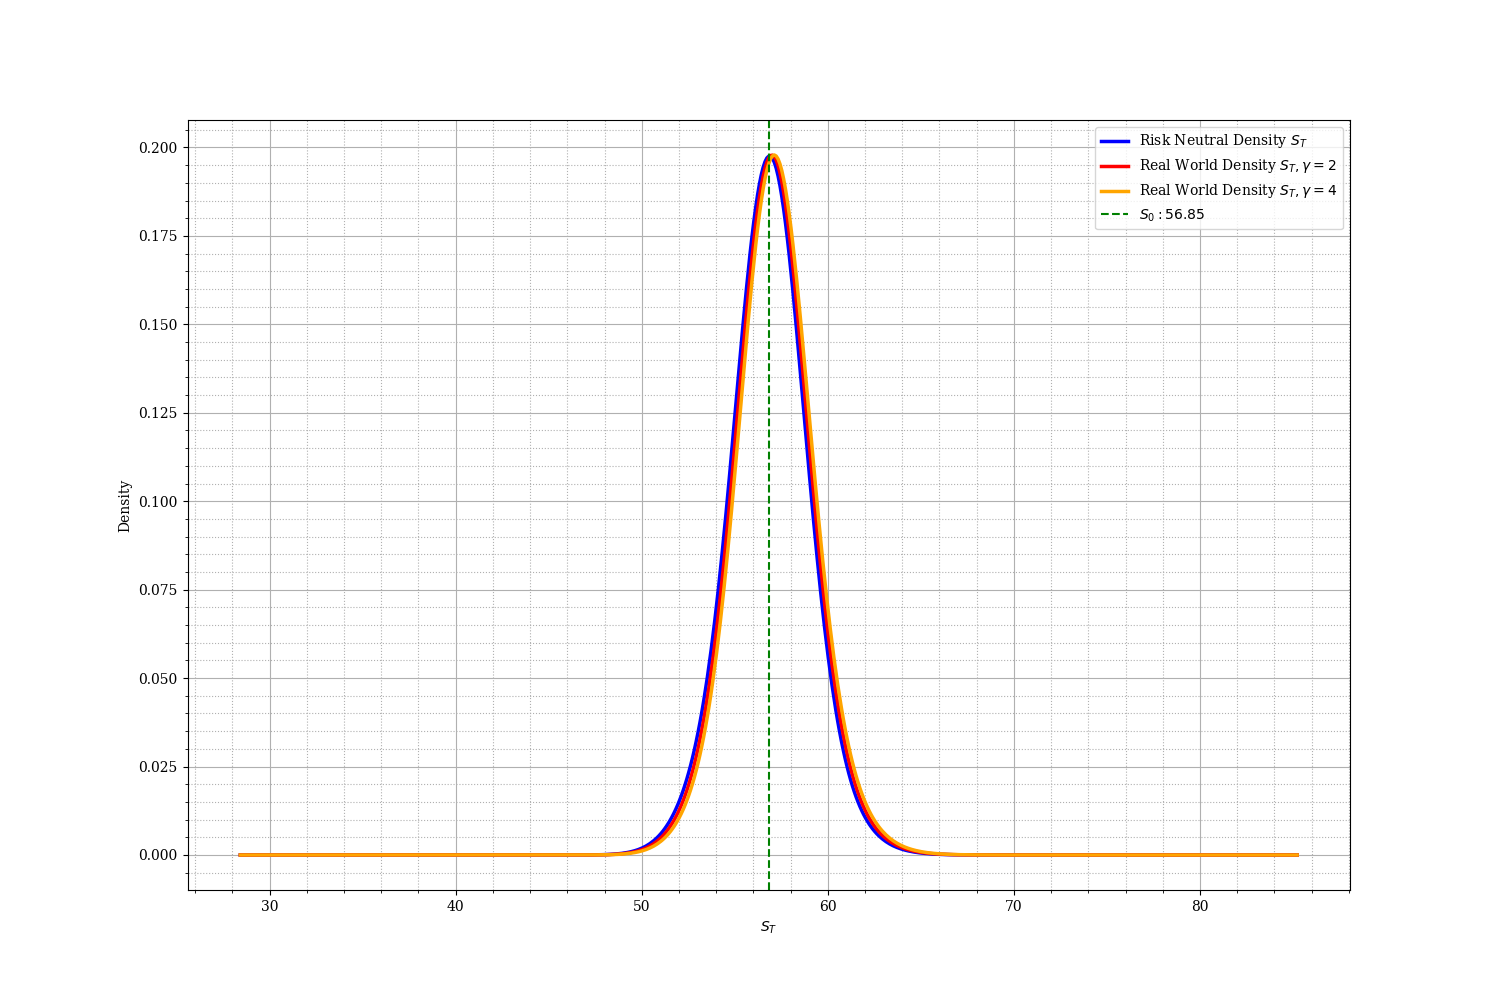 0.200
0.175
0.150
0.125
0.100
0.075
0.050
0.025
0.000
Density
30 40 50 60 70 80
$S_T$
Risk Neutral Density $S_T$
Real World Density $S_T, \gamma = 2$
Real World Density $S_T, \gamma = 4$
$S_0 : 56.85$